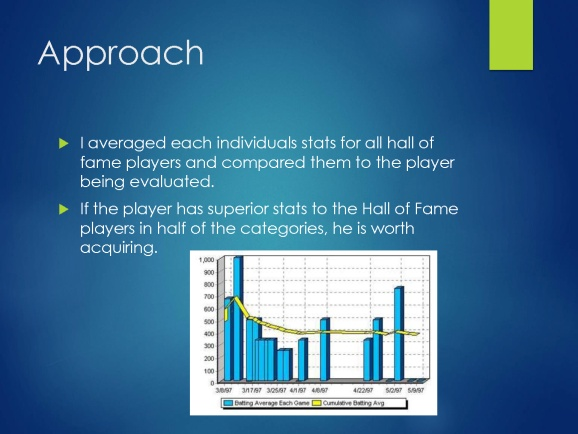 Approach
I averaged each individuals stats for all hall of
fame players and compared them to the player
being evaluated.
If the player has superior stats to the Hall of Fame
players in half of the categories, he is worth
acquiring.
1,000
900
800
700
600
500
400
300
200
100
0
3/8/97 3/17/97 3/25/97 4/1/97 4/8/97 4/22/97 5/2/97 5/9/97
Batting Average Each Game Cumulative Batting Avg